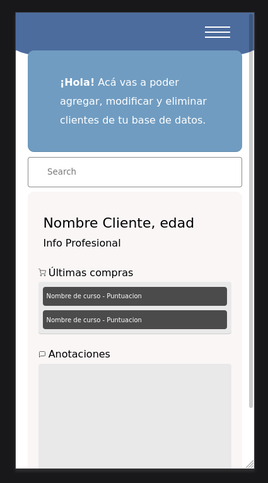 ¡Hola! Acá vas a poder
agregar, modificar y eliminar
clientes de tu base de datos.
Search
Nombre Cliente, edad
Info Profesional
Últimas compras
Nombre de curso - Puntuacion
Nombre de curso - Puntuacion
Anotaciones